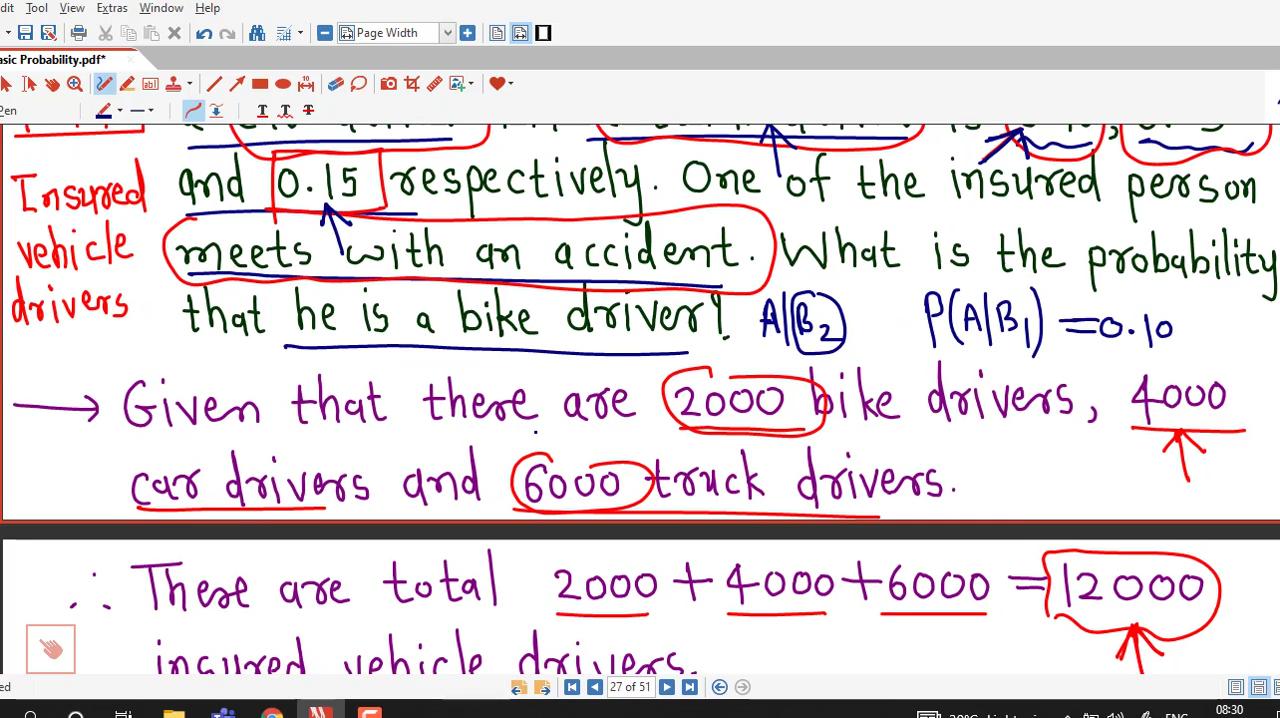 dit Tool View Extras Window Help
Page Width
asic Probability.pdf*
Pen
and 0.15 respectively. One of the insured person
Insured vehicle drivers
meets with an accident. What is the probability
that he is a bike driver? A|B2 P(A|B1) = 0.10
→ Given that there are 2000 bike drivers, 4000
car drivers and 6000 truck drivers.
∴ There are total 2000 + 4000 + 6000 = 12000
insured vehicle drivers.
27 of 51
ENG 08:30